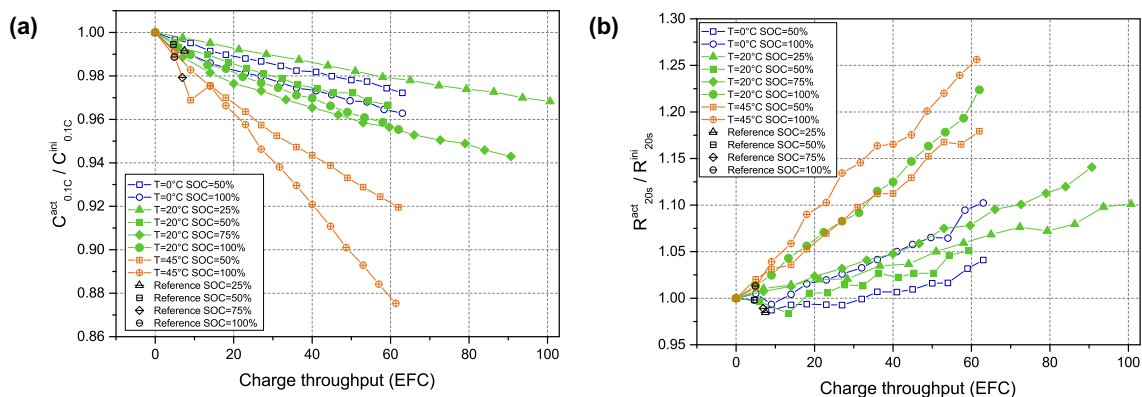 (a)
1.00
0.98
0.96
0.94
0.92
0.90
0.88
0.86
C^act_0.1C / C^ini_0.1C
T=0°C SOC=50%
T=0°C SOC=100%
T=20°C SOC=25%
T=20°C SOC=50%
T=20°C SOC=75%
T=20°C SOC=100%
T=45°C SOC=50%
T=45°C SOC=100%
Reference SOC=25%
Reference SOC=50%
Reference SOC=75%
Reference SOC=100%
0 20 40 60 80 100
Charge throughput (EFC)
(b)
1.25
1.20
1.15
1.10
1.05
1.00
0.95
R^act_20s / R^ini_20s
T=0°C SOC=50%
T=0°C SOC=100%
T=20°C SOC=25%
T=20°C SOC=50%
T=20°C SOC=75%
T=20°C SOC=100%
T=45°C SOC=50%
T=45°C SOC=100%
Reference SOC=25%
Reference SOC=50%
Reference SOC=75%
Reference SOC=100%
0 20 40 60 80 100
Charge throughput (EFC)